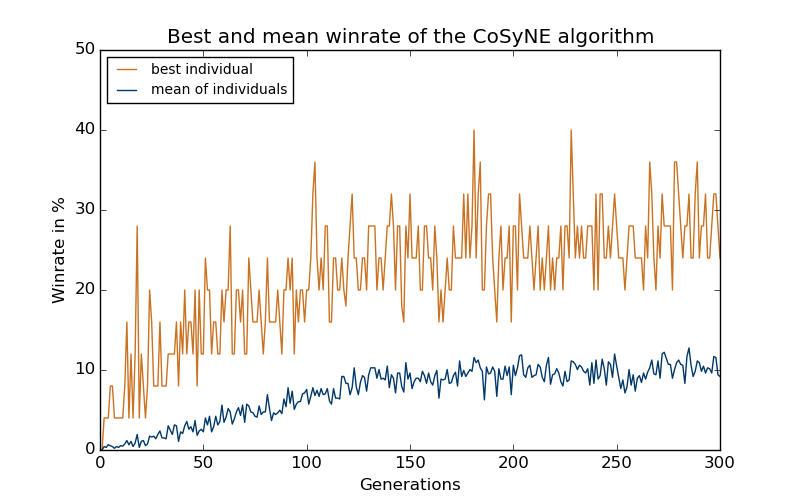 Best and mean winrate of the CoSyNE algorithm
50
best individual
mean of individuals
40
30
Winrate in %
20
10
0
0 50 100 150 200 250 300
Generations